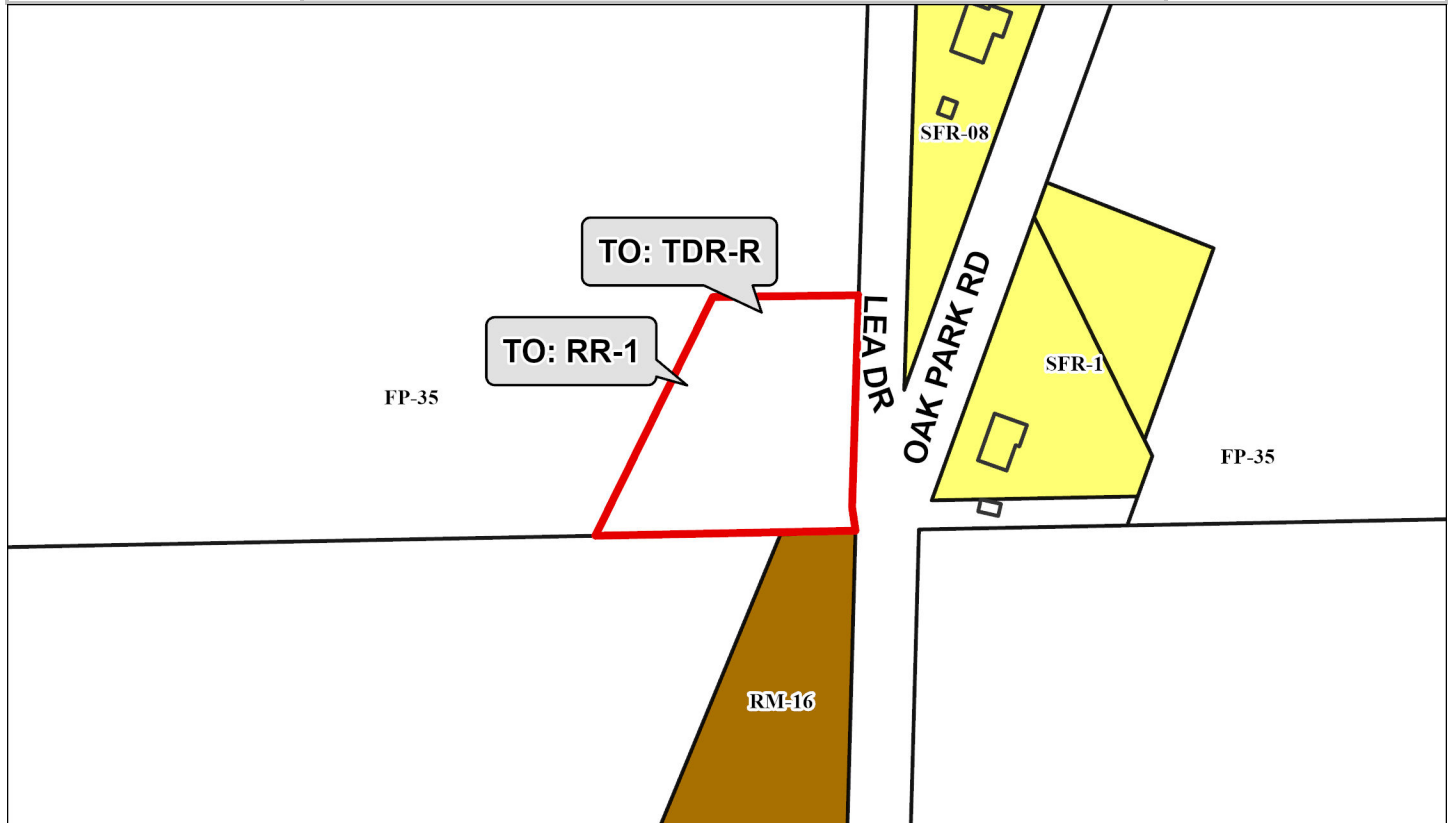 SFR-08
TO: TDR-R
LEA DR
OAK PARK RD
TO: RR-1
SFR-1
FP-35
FP-35
RM-16